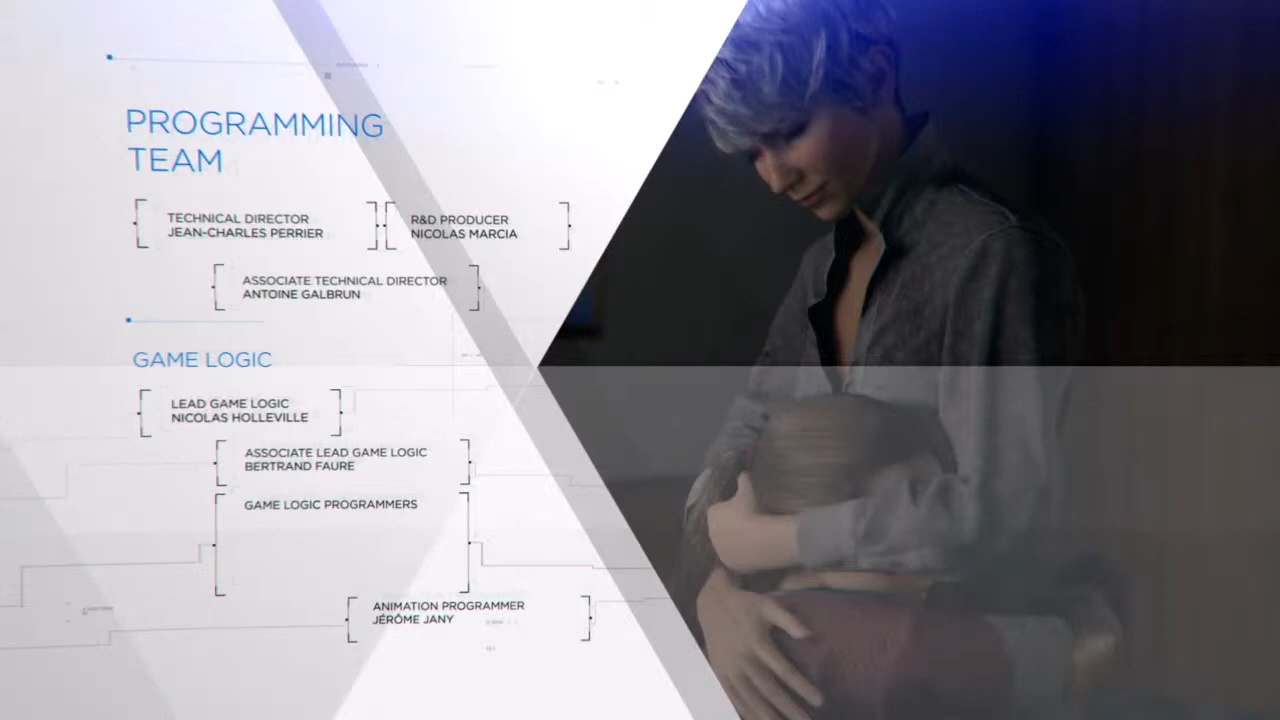 PROGRAMMING
TEAM
TECHNICAL DIRECTOR
JEAN-CHARLES PERRIER
R&D PRODUCER
NICOLAS MARCIA
ASSOCIATE TECHNICAL DIRECTOR
ANTOINE GALBRUN
GAME LOGIC
LEAD GAME LOGIC
NICOLAS HOLLEVILLE
ASSOCIATE LEAD GAME LOGIC
BERTRAND FAURE
GAME LOGIC PROGRAMMERS
ANIMATION PROGRAMMER
JÉRÔME JANY